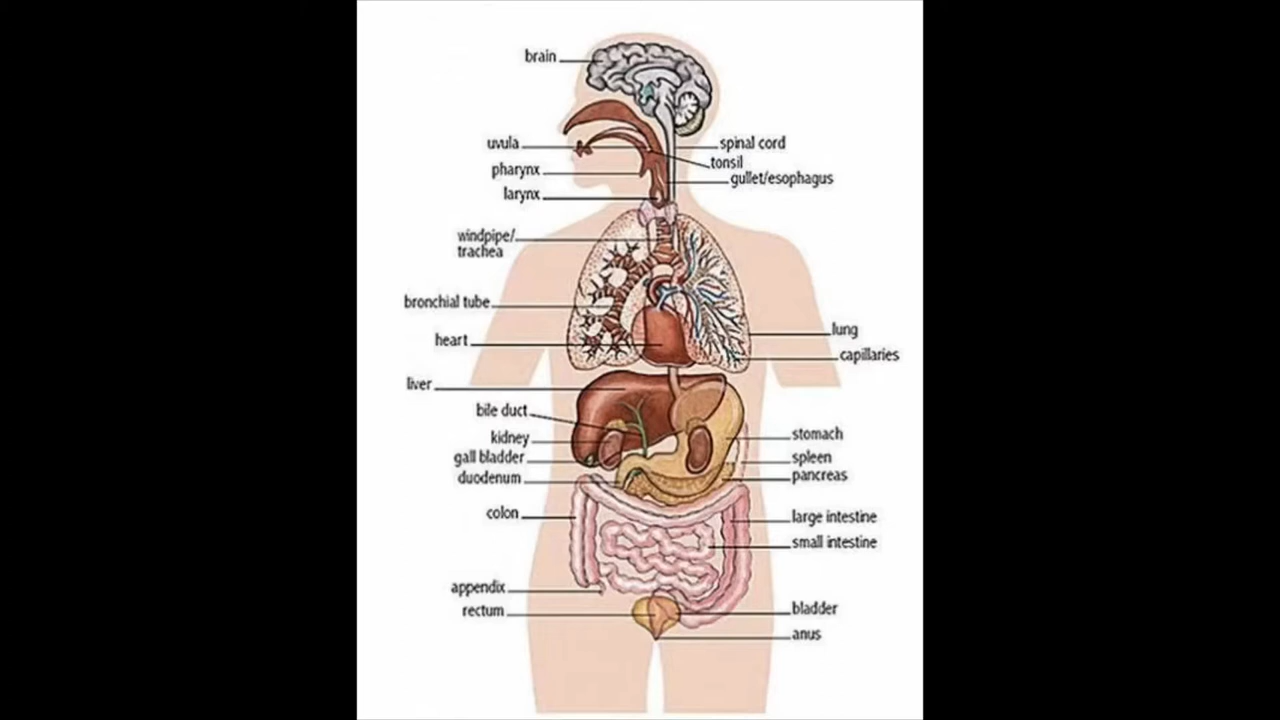 brain
uvula
spinal cord
tonsil
pharynx
gullet/esophagus
larynx
windpipe/
trachea
bronchial tube
lung
heart
capillaries
liver
bile duct
stomach
kidney
gall bladder
spleen
duodenum
pancreas
colon
large intestine
small intestine
appendix
rectum
bladder
anus